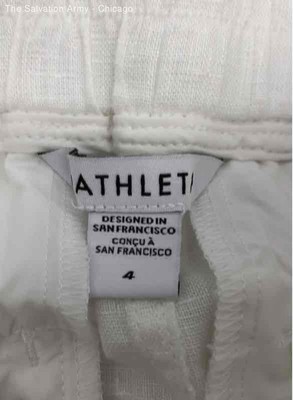 The Salvation Army - Chicago
ATHLET
DESIGNED IN
SAN FRANCISCO
CONÇU À
SAN FRANCISCO
4